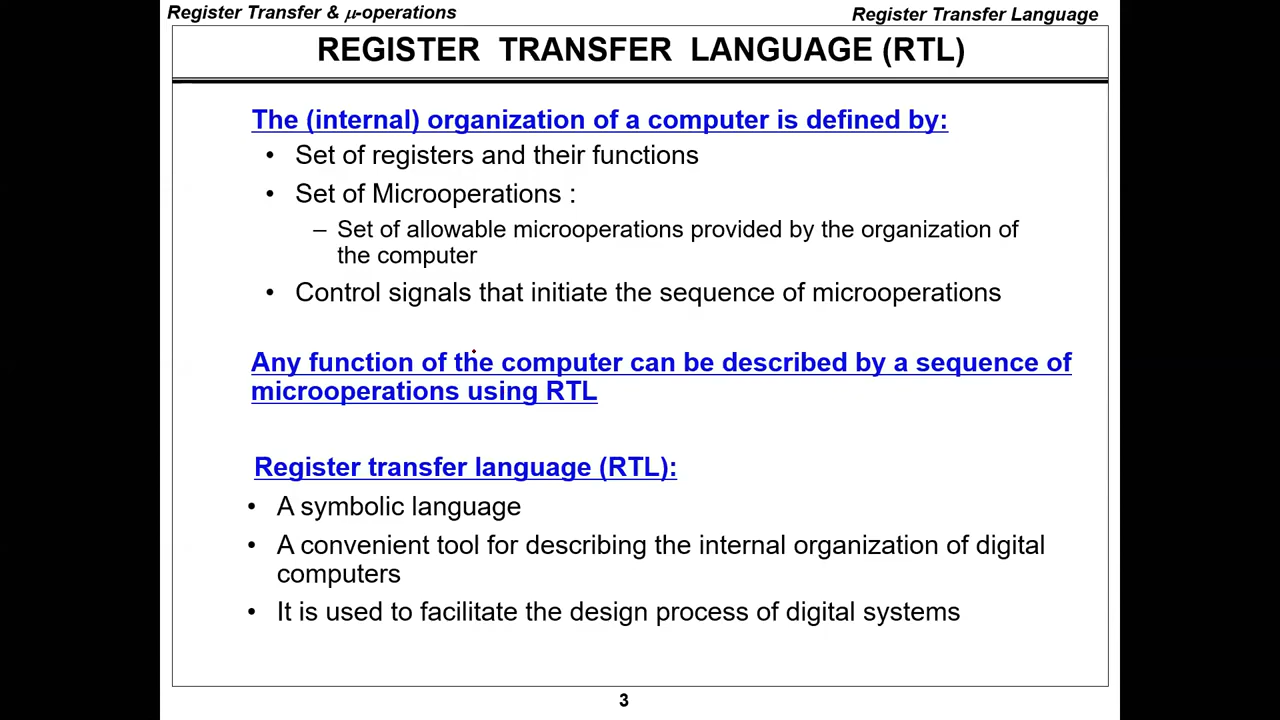 Register Transfer & μ-operations
Register Transfer Language
REGISTER TRANSFER LANGUAGE (RTL)
The (internal) organization of a computer is defined by:
• Set of registers and their functions
• Set of Microoperations :
– Set of allowable microoperations provided by the organization of
the computer
• Control signals that initiate the sequence of microoperations
Any function of the computer can be described by a sequence of
microoperations using RTL
Register transfer language (RTL):
• A symbolic language
• A convenient tool for describing the internal organization of digital
computers
• It is used to facilitate the design process of digital systems
3